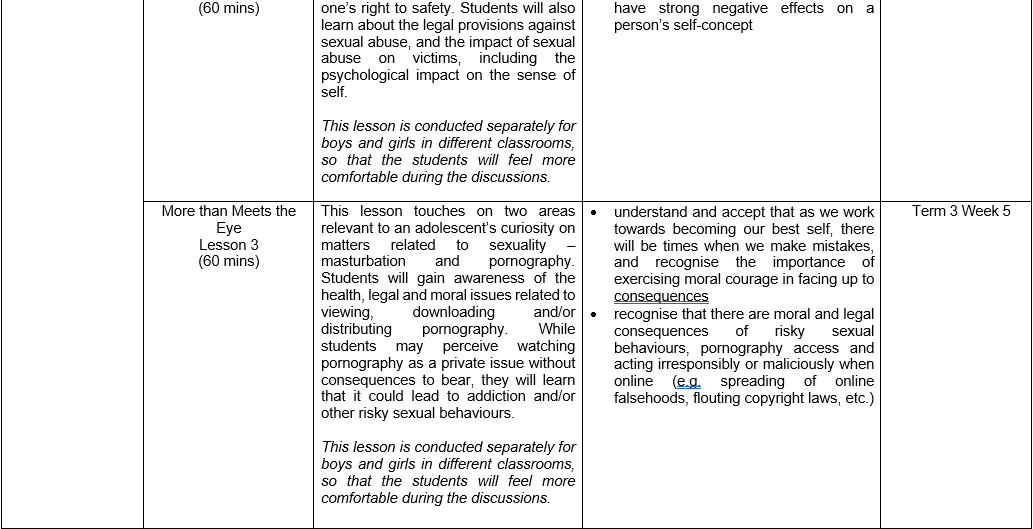 (60 mins)
one’s right to safety. Students will also
learn about the legal provisions against
sexual abuse, and the impact of sexual
abuse on victims, including the
psychological impact on the sense of
self.
This lesson is conducted separately for
boys and girls in different classrooms,
so that the students will feel more
comfortable during the discussions.
have strong negative effects on a
person’s self-concept
More than Meets the
Eye
Lesson 3
(60 mins)
This lesson touches on two areas
relevant to an adolescent’s curiosity on
matters related to sexuality –
masturbation and pornography.
Students will gain awareness of the
health, legal and moral issues related to
viewing, downloading and/or
distributing pornography. While
students may perceive watching
pornography as a private issue without
consequences to bear, they will learn
that it could lead to addiction and/or
other risky sexual behaviours.
This lesson is conducted separately for
boys and girls in different classrooms,
so that the students will feel more
comfortable during the discussions.
• understand and accept that as we work
towards becoming our best self, there
will be times when we make mistakes,
and recognise the importance of
exercising moral courage in facing up to
consequences
• recognise that there are moral and legal
consequences of risky sexual
behaviours, pornography access and
acting irresponsibly or maliciously when
online (e.g. spreading of online
falsehoods, flouting copyright laws, etc.)
Term 3 Week 5